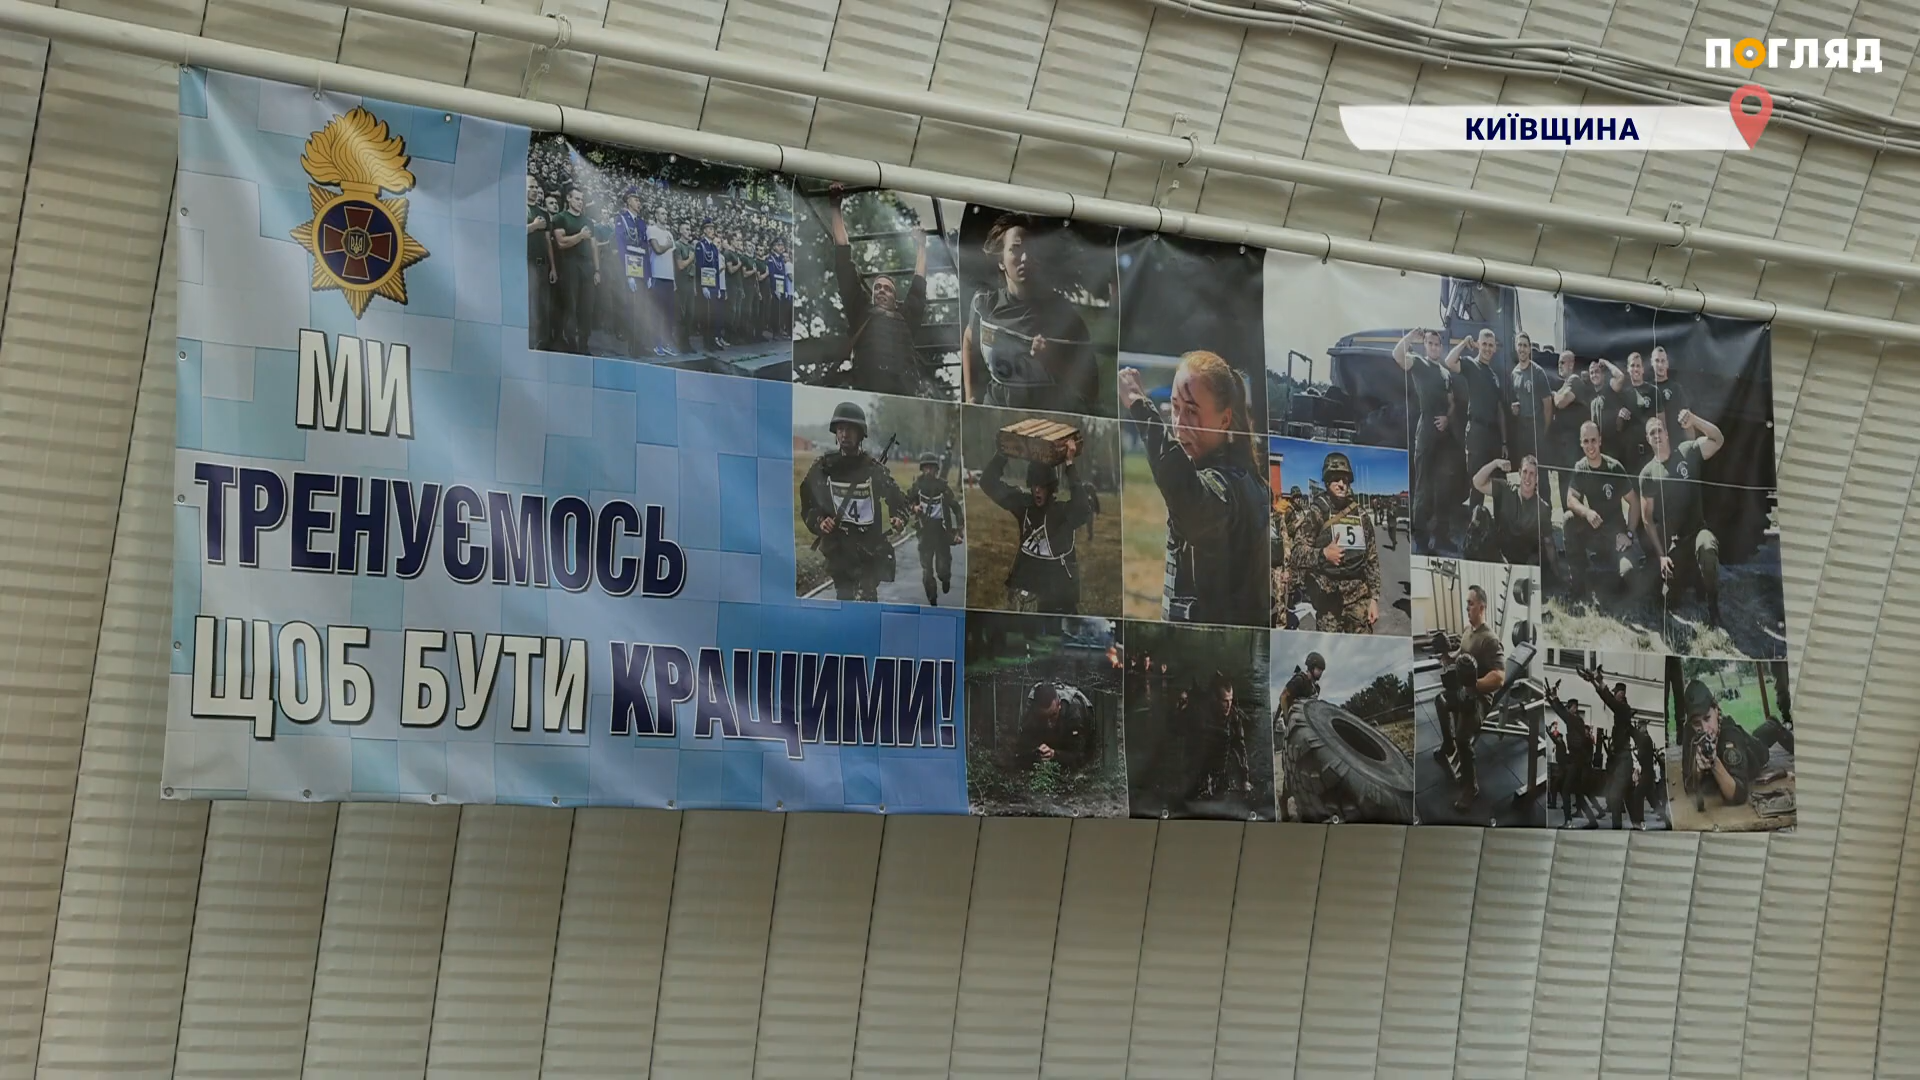 ПОГЛЯД
КИЇВЩИНА
МИ
ТРЕНУЄМОСЬ
ЩОБ БУТИ КРАЩИМИ!
4
5